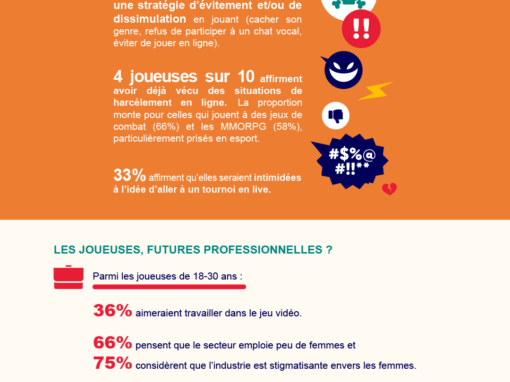 une stratégie d'évitement et/ou de
dissimulation en jouant (cacher son
genre, refus de participer à un chat vocal,
éviter de jouer en ligne).
!!
4 joueuses sur 10 affirment
avoir déjà vécu des situations de
harcèlement en ligne. La proportion
monte pour celles qui jouent à des jeux de
combat (66%) et les MMORPG (58%),
particulièrement prisés en esport.
#$%@
#!!**
33% affirment qu'elles seraient intimidées
à l'idée d'aller à un tournoi en live.
LES JOUEUSES, FUTURES PROFESSIONNELLES ?
Parmi les joueuses de 18-30 ans :
36% aimeraient travailler dans le jeu vidéo.
66% pensent que le secteur emploie peu de femmes et
75% considèrent que l'industrie est stigmatisante envers les femmes.